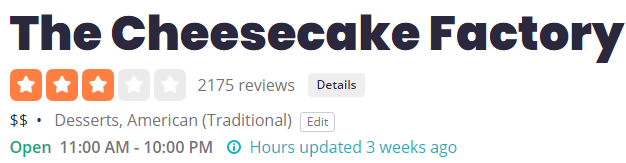 The Cheesecake Factory
2175 reviews Details
$$ • Desserts, American (Traditional) Edit
Open 11:00 AM - 10:00 PM Hours updated 3 weeks ago